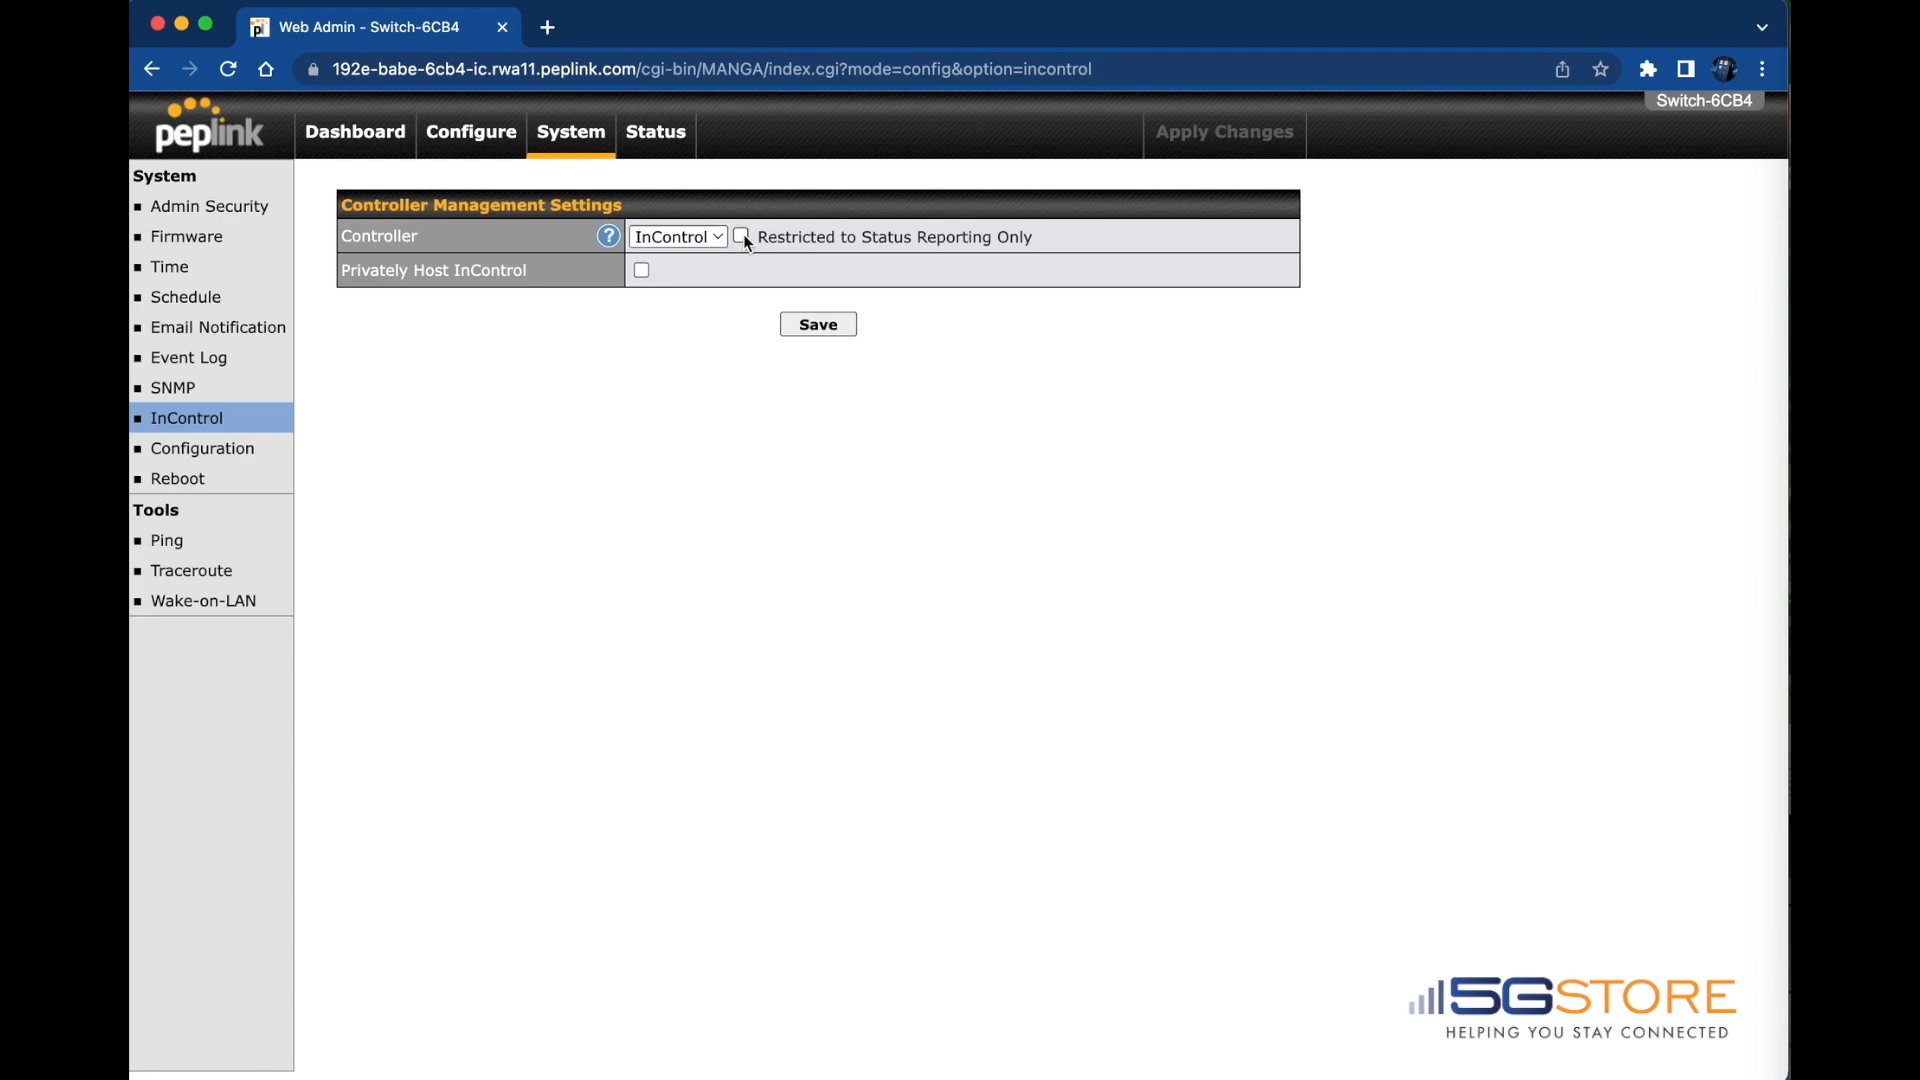 Web Admin - Switch-6CB4
192e-babe-6cb4-ic.rwa11.peplink.com/cgi-bin/MANGA/index.cgi?mode=config&option=incontrol
Switch-6CB4
peplink
Dashboard Configure System Status Apply Changes
System
Admin Security
Firmware
Time
Schedule
Email Notification
Event Log
SNMP
InControl
Configuration
Reboot
Tools
Ping
Traceroute
Wake-on-LAN
Controller Management Settings
Controller ? InControl Restricted to Status Reporting Only
Privately Host InControl
Save
5GSTORE
HELPING YOU STAY CONNECTED